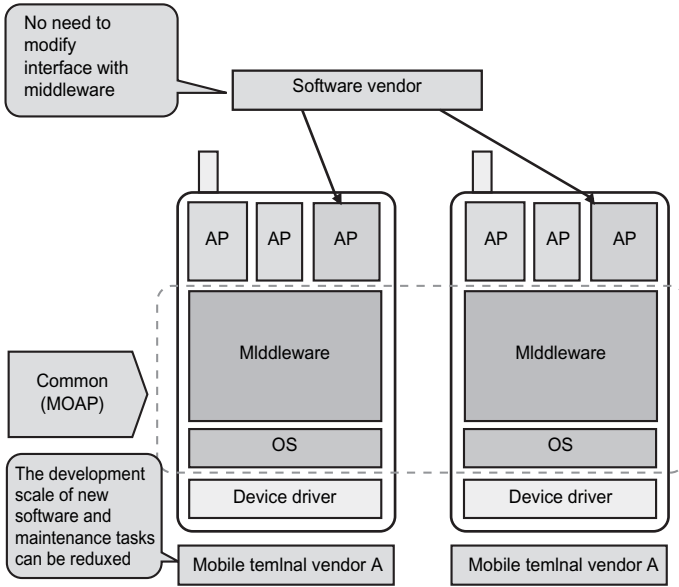 No need to
modify
interface with
middleware
Software vendor
AP AP AP
AP AP AP
MIddleware
MIddleware
Common
(MOAP)
OS
OS
The development
scale of new
software and
maintenance tasks
can be reduxed
Device driver
Device driver
Mobile temlnal vendor A
Mobile temlnal vendor A